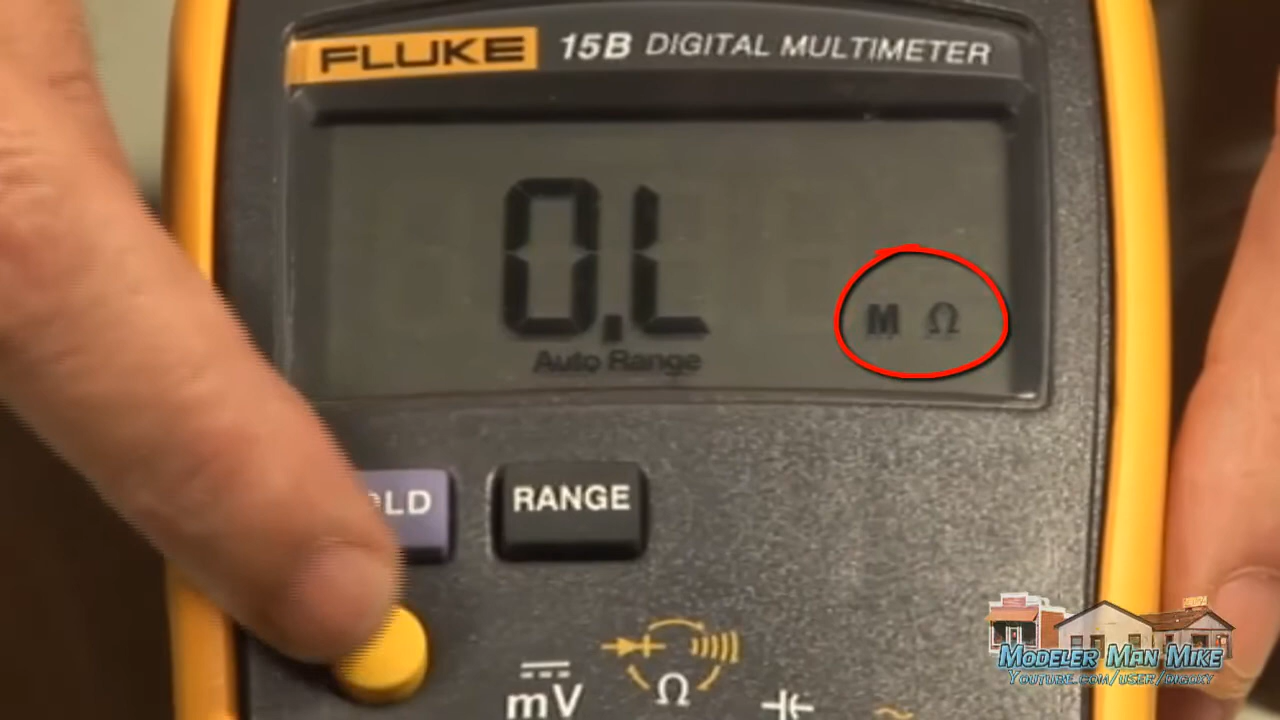 FLUKE 15B DIGITAL MULTIMETER
0.L
M Ω
Auto Range
RANGE
mV
Ω
MODELER MAN MIKE